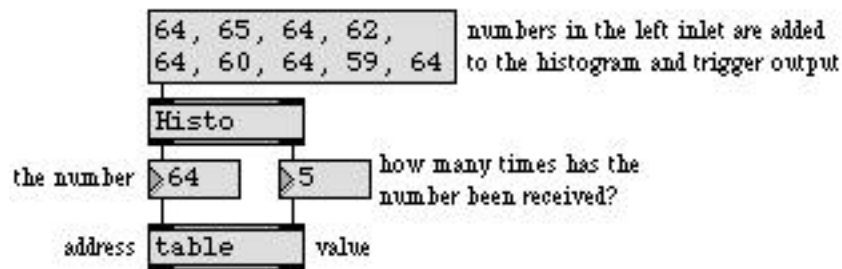 64, 65, 64, 62,
64, 60, 64, 59, 64
numbers in the left inlet are added
to the histogram and trigger output
Histo
the number
64
5
how many times has the
number been received?
address
table
value